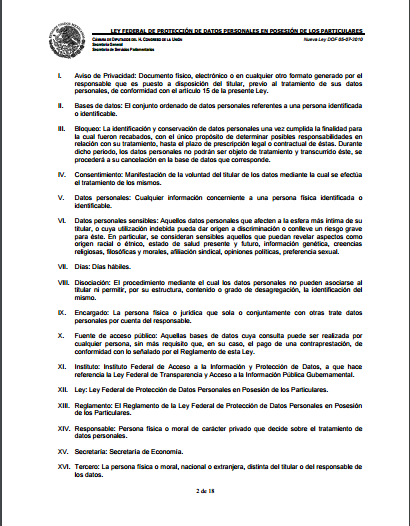 LEY FEDERAL DE PROTECCIÓN DE DATOS PERSONALES EN POSESIÓN DE LOS PARTICULARES
CÁMARA DE DIPUTADOS DEL H. CONGRESO DE LA UNIÓN Nueva Ley DOF 05-07-2010
Secretaría General
Secretaría de Servicios Parlamentarios
I. Aviso de Privacidad: Documento físico, electrónico o en cualquier otro formato generado por el
responsable que es puesto a disposición del titular, previo al tratamiento de sus datos
personales, de conformidad con el artículo 15 de la presente Ley.
II. Bases de datos: El conjunto ordenado de datos personales referentes a una persona identificada
o identificable.
III. Bloqueo: La identificación y conservación de datos personales una vez cumplida la finalidad para
la cual fueron recabados, con el único propósito de determinar posibles responsabilidades en
relación con su tratamiento, hasta el plazo de prescripción legal o contractual de éstas. Durante
dicho periodo, los datos personales no podrán ser objeto de tratamiento y transcurrido éste, se
procederá a su cancelación en la base de datos que corresponde.
IV. Consentimiento: Manifestación de la voluntad del titular de los datos mediante la cual se efectúa
el tratamiento de los mismos.
V. Datos personales: Cualquier información concerniente a una persona física identificada o
identificable.
VI. Datos personales sensibles: Aquellos datos personales que afecten a la esfera más íntima de su
titular, o cuya utilización indebida pueda dar origen a discriminación o conlleve un riesgo grave
para éste. En particular, se consideran sensibles aquellos que puedan revelar aspectos como
origen racial o étnico, estado de salud presente y futuro, información genética, creencias
religiosas, filosóficas y morales, afiliación sindical, opiniones políticas, preferencia sexual.
VII. Días: Días hábiles.
VIII. Disociación: El procedimiento mediante el cual los datos personales no pueden asociarse al
titular ni permitir, por su estructura, contenido o grado de desagregación, la identificación del
mismo.
IX. Encargado: La persona física o jurídica que sola o conjuntamente con otras trate datos
personales por cuenta del responsable.
X. Fuente de acceso público: Aquellas bases de datos cuya consulta puede ser realizada por
cualquier persona, sin más requisito que, en su caso, el pago de una contraprestación, de
conformidad con lo señalado por el Reglamento de esta Ley.
XI. Instituto: Instituto Federal de Acceso a la Información y Protección de Datos, a que hace
referencia la Ley Federal de Transparencia y Acceso a la Información Pública Gubernamental.
XII. Ley: Ley Federal de Protección de Datos Personales en Posesión de los Particulares.
XIII. Reglamento: El Reglamento de la Ley Federal de Protección de Datos Personales en Posesión
de los Particulares.
XIV. Responsable: Persona física o moral de carácter privado que decide sobre el tratamiento de
datos personales.
XV. Secretaría: Secretaría de Economía.
XVI. Tercero: La persona física o moral, nacional o extranjera, distinta del titular o del responsable de
los datos.
2 de 18